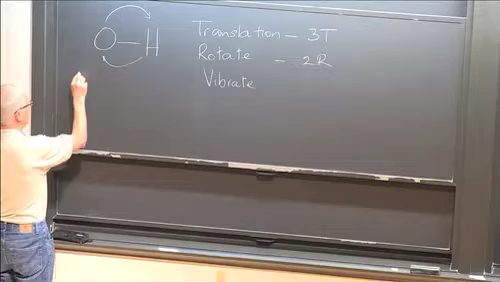 O — H
Translation — 3T
Rotate — 2R
Vibrate